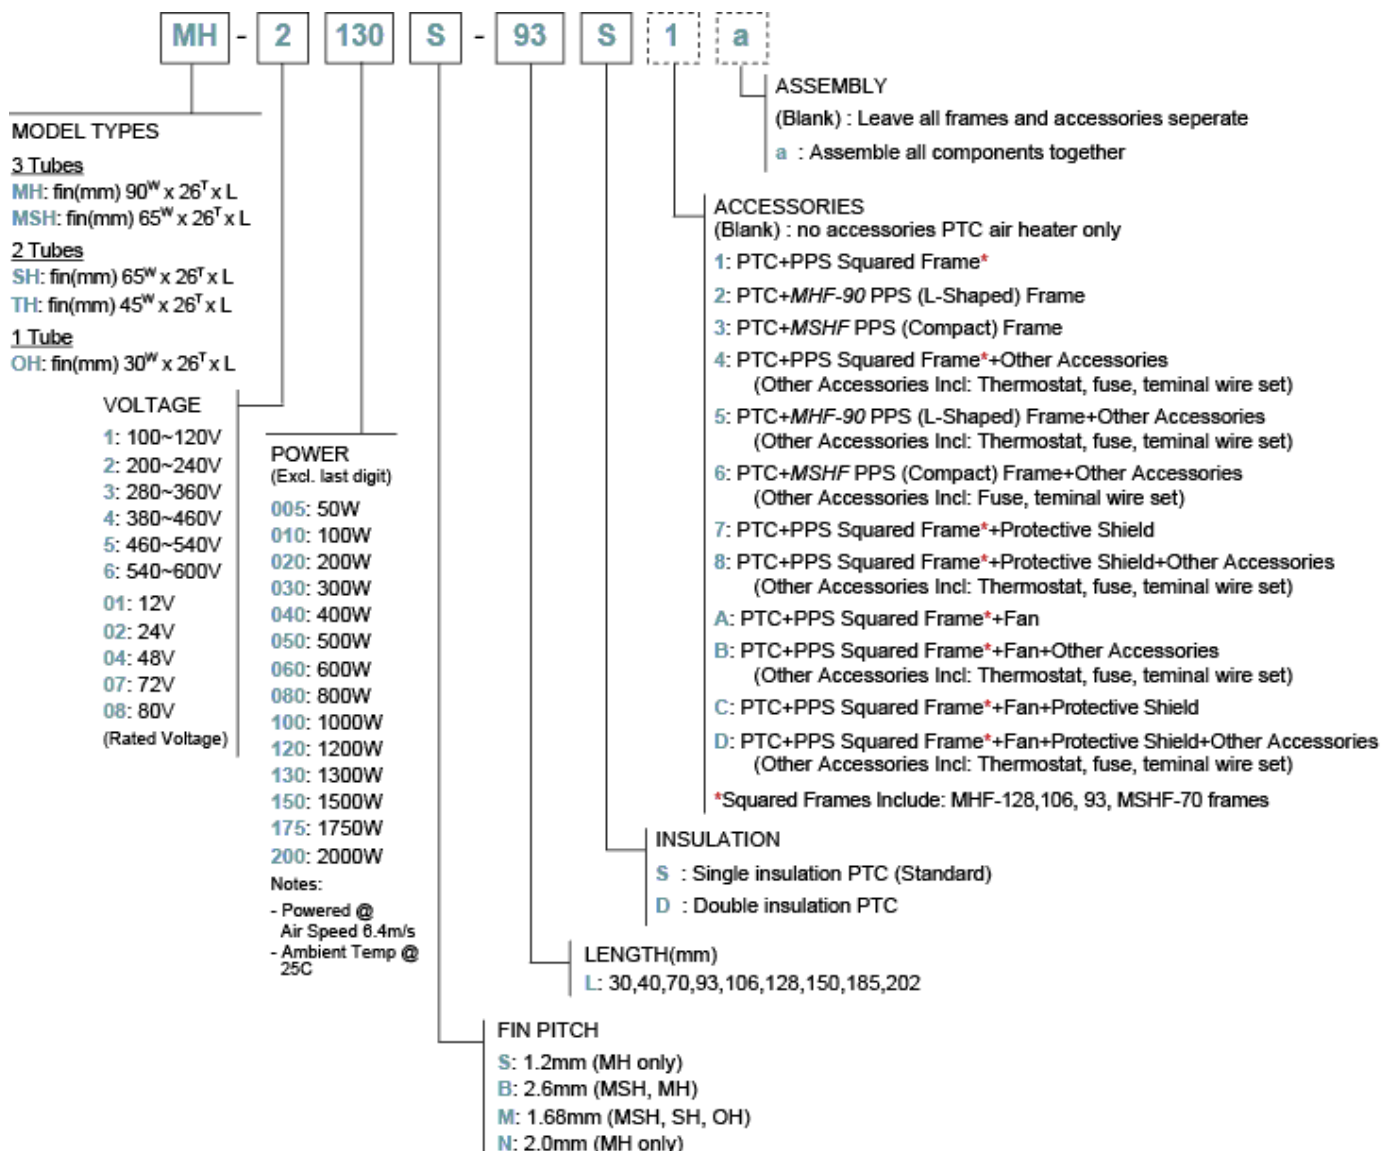 MH - 2 130 S - 93 S 1 a
ASSEMBLY
(Blank) : Leave all frames and accessories seperate
a : Assemble all components together
MODEL TYPES
3 Tubes
MH: fin(mm) 90W x 26T x L
MSH: fin(mm) 65W x 26T x L
2 Tubes
SH: fin(mm) 65W x 26T x L
TH: fin(mm) 45W x 26T x L
1 Tube
OH: fin(mm) 30W x 26T x L
ACCESSORIES
(Blank) : no accessories PTC air heater only
1: PTC+PPS Squared Frame*
2: PTC+MHF-90 PPS (L-Shaped) Frame
3: PTC+MSHF PPS (Compact) Frame
4: PTC+PPS Squared Frame*+Other Accessories
(Other Accessories Incl: Thermostat, fuse, teminal wire set)
5: PTC+MHF-90 PPS (L-Shaped) Frame+Other Accessories
(Other Accessories Incl: Thermostat, fuse, teminal wire set)
6: PTC+MSHF PPS (Compact) Frame+Other Accessories
(Other Accessories Incl: Fuse, teminal wire set)
7: PTC+PPS Squared Frame*+Protective Shield
8: PTC+PPS Squared Frame*+Protective Shield+Other Accessories
(Other Accessories Incl: Thermostat, fuse, teminal wire set)
A: PTC+PPS Squared Frame*+Fan
B: PTC+PPS Squared Frame*+Fan+Other Accessories
(Other Accessories Incl: Thermostat, fuse, teminal wire set)
C: PTC+PPS Squared Frame*+Fan+Protective Shield
D: PTC+PPS Squared Frame*+Fan+Protective Shield+Other Accessories
(Other Accessories Incl: Thermostat, fuse, teminal wire set)
*Squared Frames Include: MHF-128,106, 93, MSHF-70 frames
VOLTAGE
1: 100~120V
2: 200~240V
3: 280~360V
4: 380~460V
5: 460~540V
6: 540~600V
01: 12V
02: 24V
04: 48V
07: 72V
08: 80V
(Rated Voltage)
POWER
(Excl. last digit)
005: 50W
010: 100W
020: 200W
030: 300W
040: 400W
050: 500W
060: 600W
080: 800W
100: 1000W
120: 1200W
130: 1300W
150: 1500W
175: 1750W
200: 2000W
Notes:
- Powered @
Air Speed 6.4m/s
- Ambient Temp @
25C
INSULATION
S : Single insulation PTC (Standard)
D : Double insulation PTC
LENGTH(mm)
L: 30,40,70,93,106,128,150,185,202
FIN PITCH
S: 1.2mm (MH only)
B: 2.6mm (MSH, MH)
M: 1.68mm (MSH, SH, OH)
N: 2.0mm (MH only)